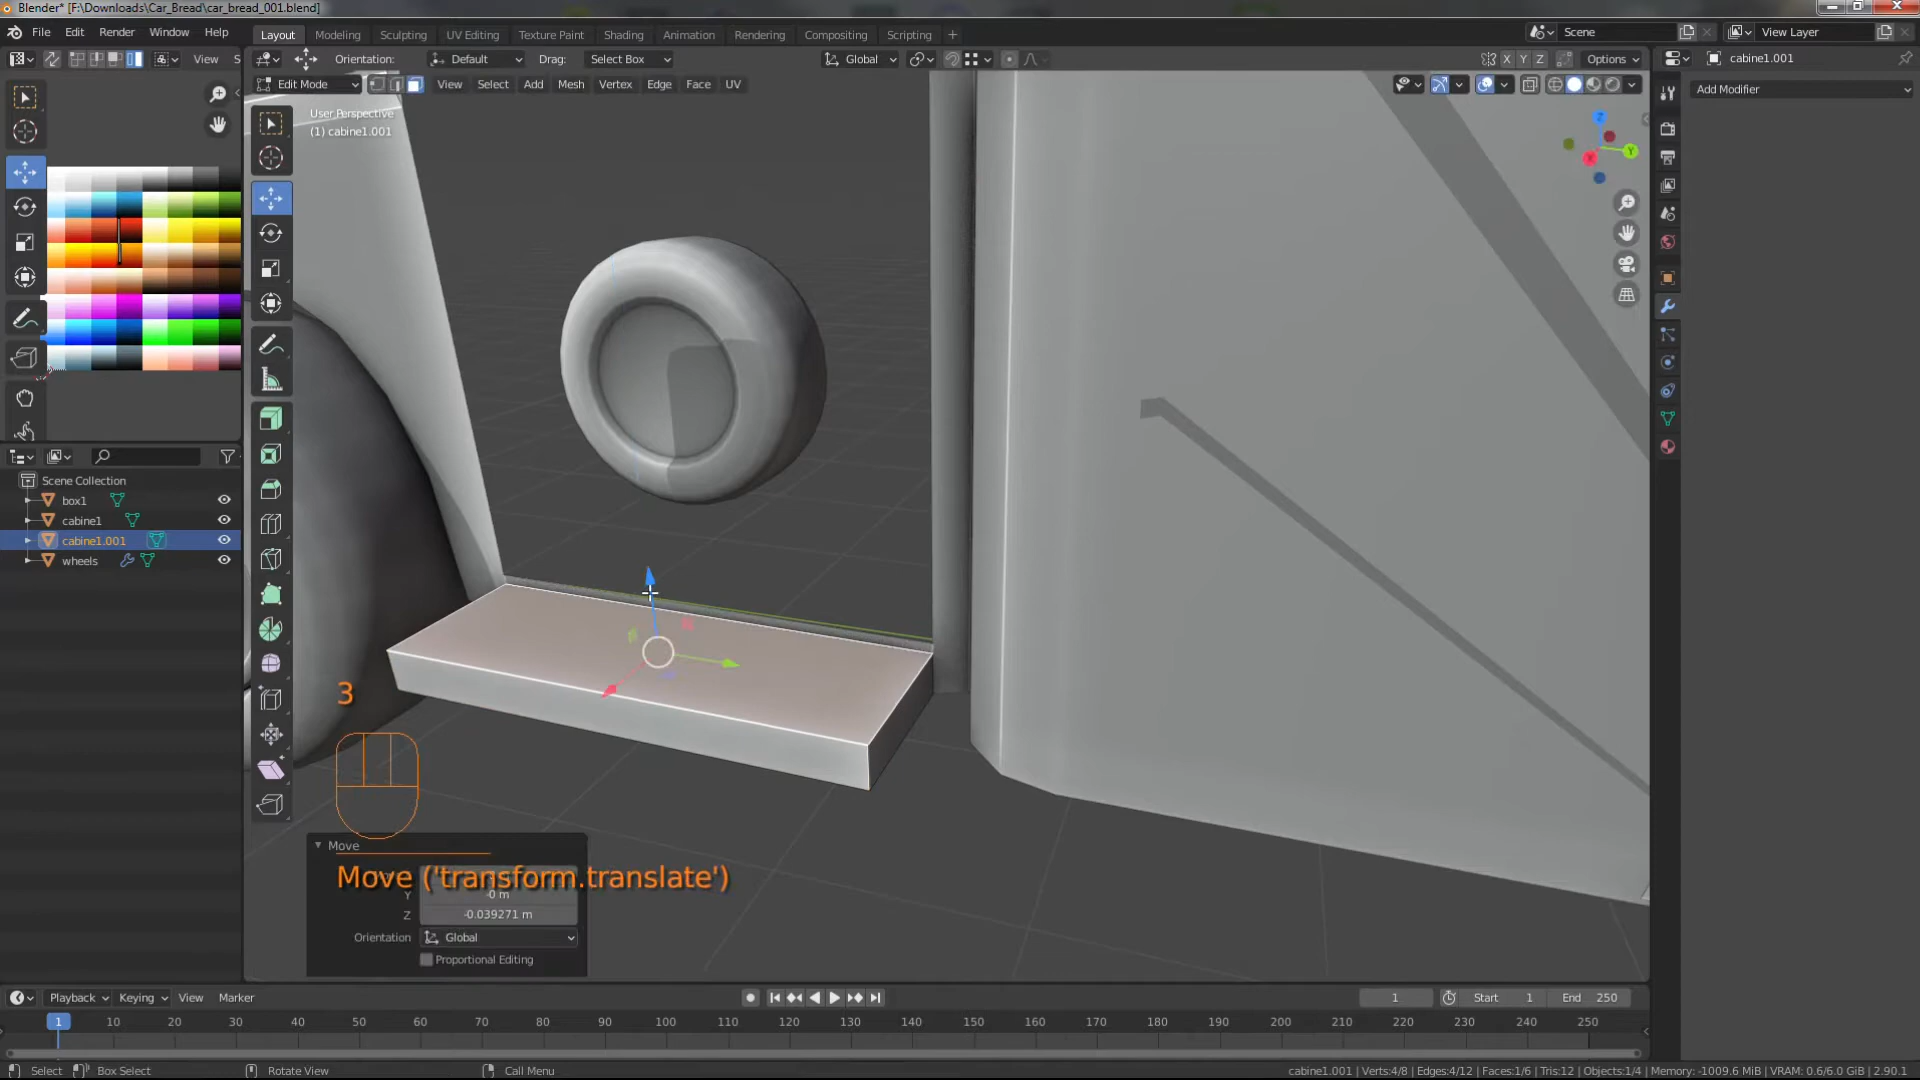 Blender* [F:\Downloads\Car_Bread\car_bread_001.blend]
File Edit Render Window Help
Layout Modeling Sculpting UV Editing Texture Paint Shading Animation Rendering Compositing Scripting
Scene
View Layer
View S
Orientation: Default Drag: Select Box
Global
X Y Z Options
cabine1.001
Edit Mode View Select Add Mesh Vertex Edge Face UV
Add Modifier
User Perspective
(1) cabine1.001
Z
Y
X
Scene Collection
box1
cabine1
cabine1.001
wheels
3
Move
Move ('transform.translate')
Y -0 m
Z -0.039271 m
Orientation Global
Proportional Editing
Playback Keying View Marker
1 Start 1 End 250
1 10 20 30 40 50 60 70 80 90 100 110 120 130 140 150 160 170 180 190 200 210 220 230 240 250
Select Box Select Rotate View Call Menu
cabine1.001 | Verts:4/8 | Edges:4/12 | Faces:1/6 | Tris:12 | Objects:1/4 | Memory: -1009.6 MiB | VRAM: 0.6/6.0 GiB | 2.90.1